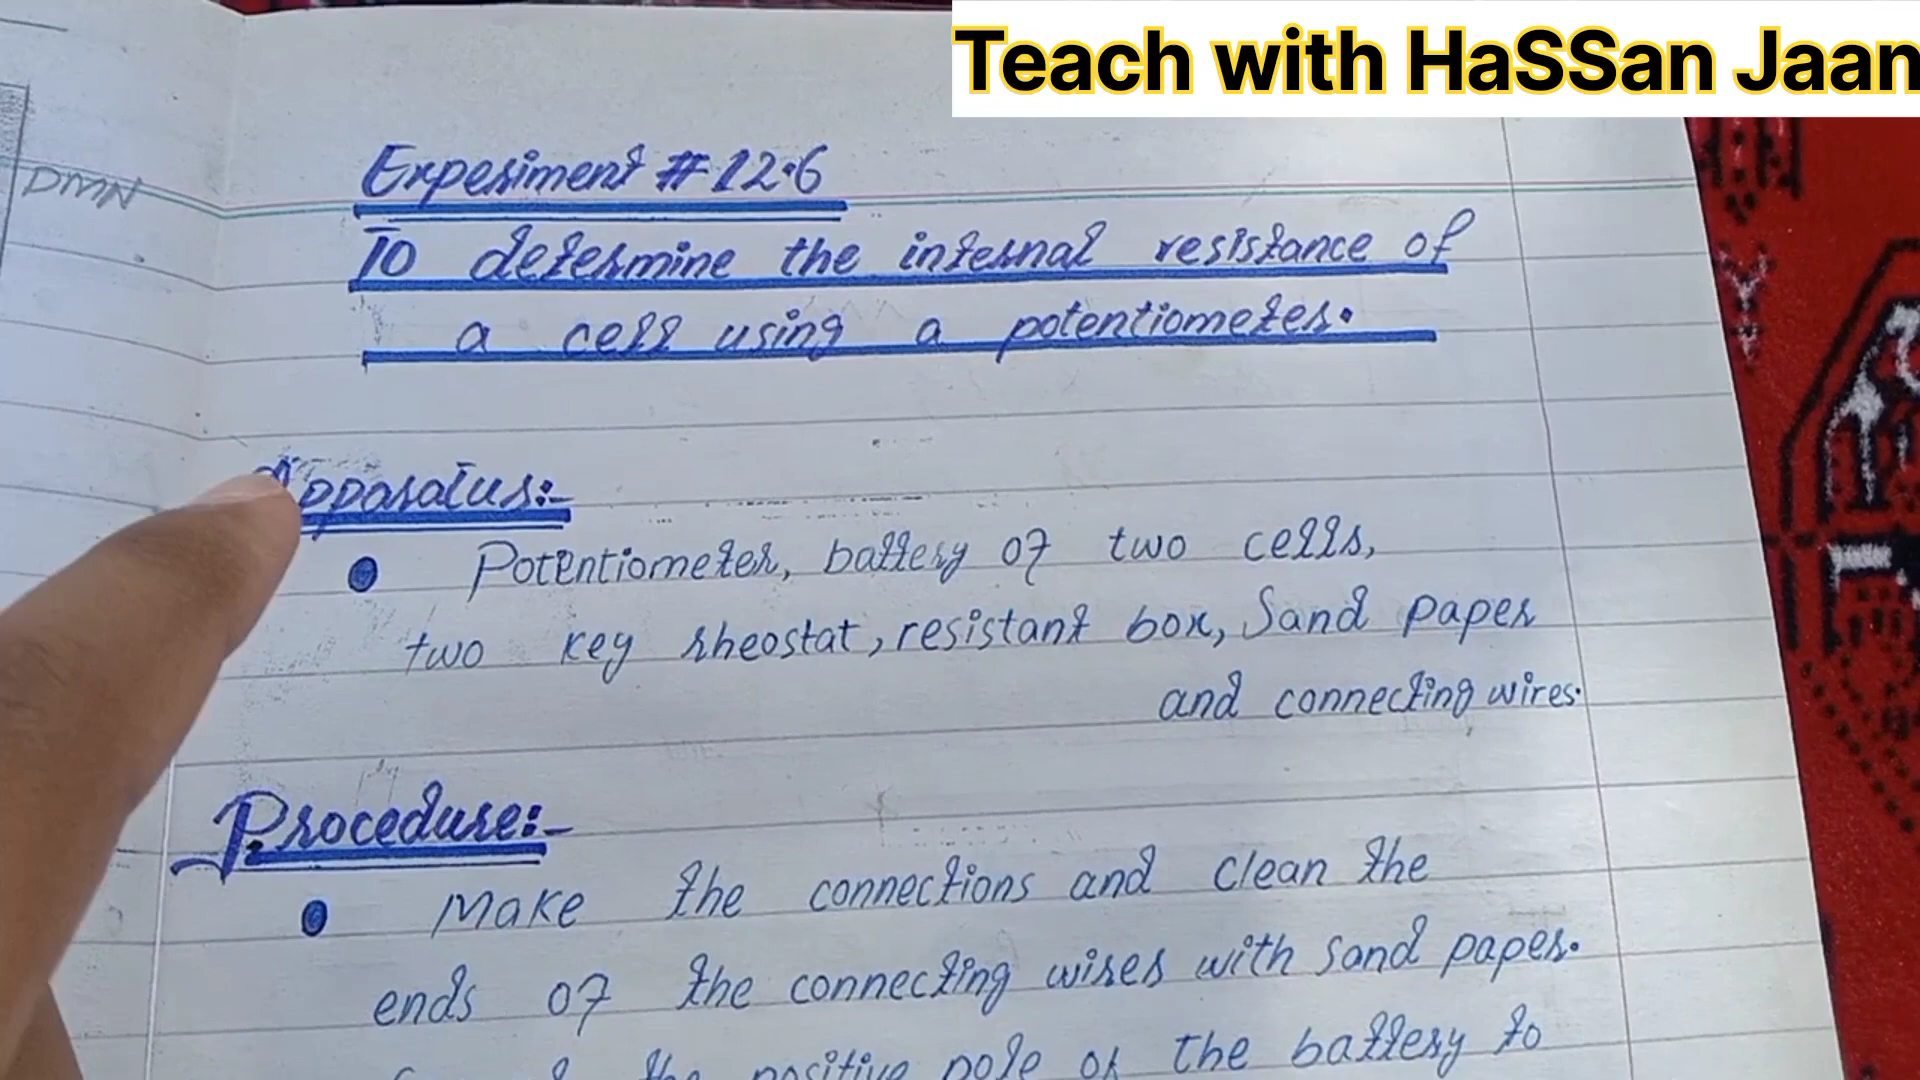 Teach with HaSSan Jaan
DMN
Experiment # 12.6
To determine the internal resistance of
a cell using a potentiometer.
Apparatus:-
Potentiometer, battery of two cells,
two key rheostat, resistant box, Sand paper
and connecting wires.
Procedure:-
Make the connections and clean the
ends of the connecting wires with sand paper.
the positive pole of the battery to